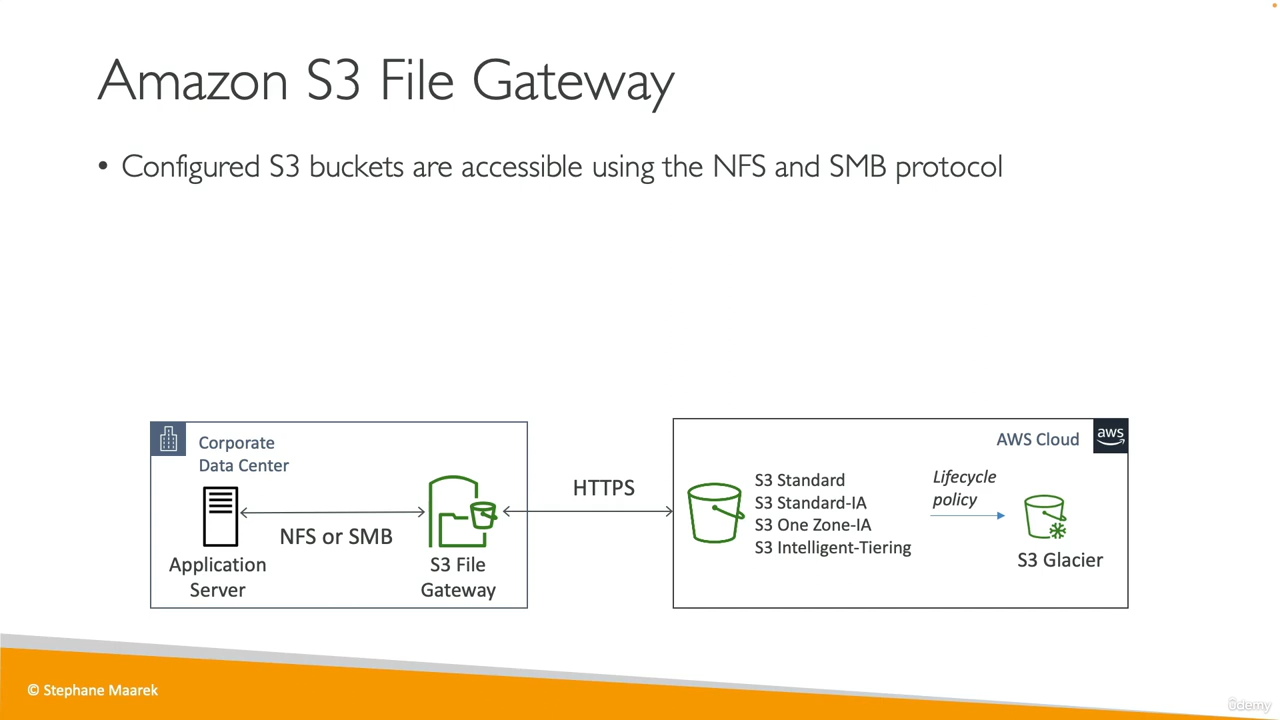 Amazon S3 File Gateway
• Configured S3 buckets are accessible using the NFS and SMB protocol
Corporate
Data Center
Application
Server
NFS or SMB
S3 File
Gateway
HTTPS
AWS Cloud
aws
S3 Standard
S3 Standard-IA
S3 One Zone-IA
S3 Intelligent-Tiering
Lifecycle
policy
S3 Glacier
© Stephane Maarek
ûdemy